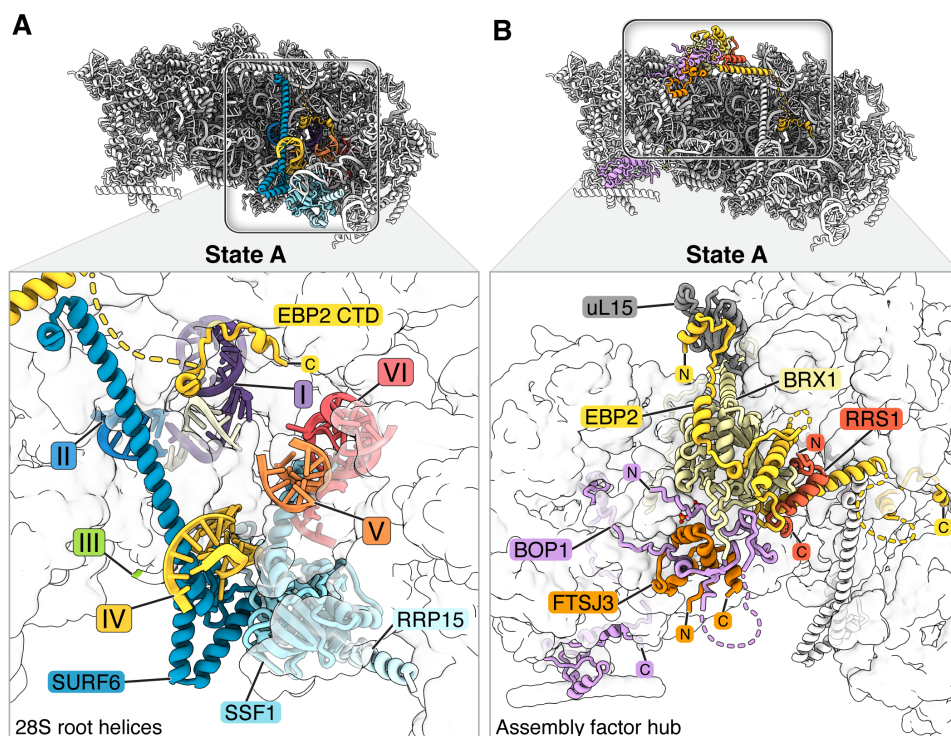 A
State A
EBP2 CTD
C
I
VI
II
V
III
IV
RRP15
SURF6
SSF1
28S root helices
B
State A
uL15
N
BRX1
EBP2
RRS1
N
N
C
BOP1
C
FTSJ3
N
C
C
Assembly factor hub